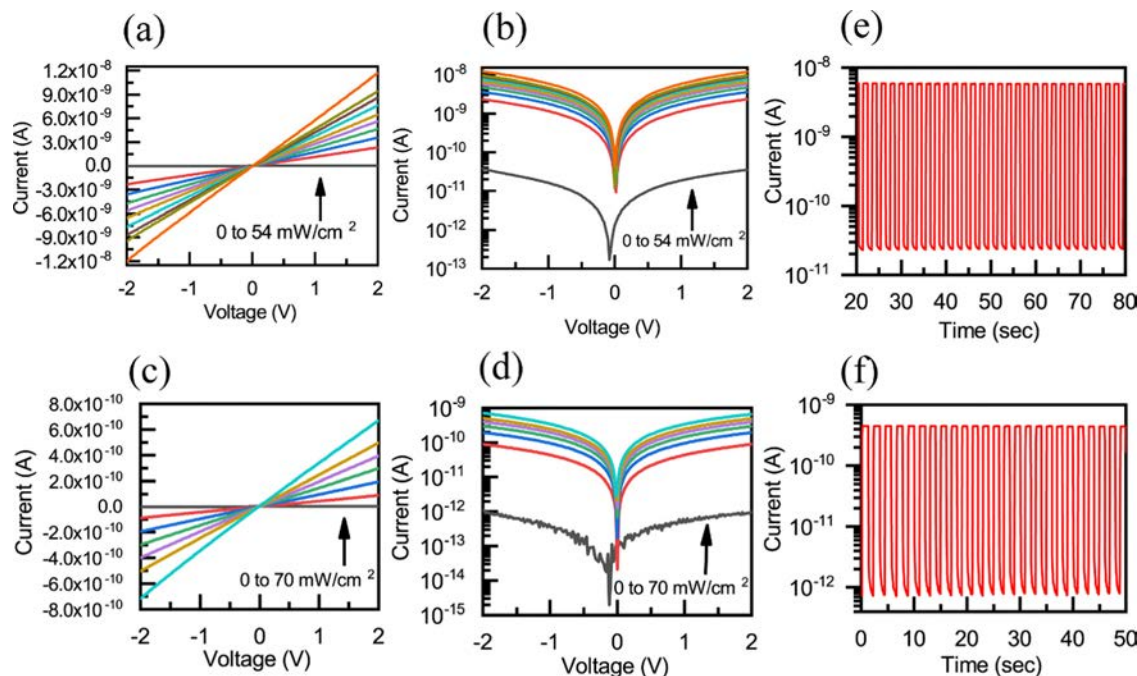 (a)
1.2x10⁻⁸
9.0x10⁻⁹
6.0x10⁻⁹
3.0x10⁻⁹
0.0
-3.0x10⁻⁹
-6.0x10⁻⁹
-9.0x10⁻⁹
-1.2x10⁻⁸
Current (A)
0 to 54 mW/cm ²
-2 -1 0 1 2
Voltage (V)
(b)
10⁻⁸
10⁻⁹
10⁻¹⁰
10⁻¹¹
10⁻¹²
10⁻¹³
Current (A)
0 to 54 mW/cm ²
-2 -1 0 1 2
Voltage (V)
(e)
10⁻⁸
10⁻⁹
10⁻¹⁰
10⁻¹¹
Current (A)
20 30 40 50 60 70 80
Time (sec)
(c)
8.0x10⁻¹⁰
6.0x10⁻¹⁰
4.0x10⁻¹⁰
2.0x10⁻¹⁰
0.0
-2.0x10⁻¹⁰
-4.0x10⁻¹⁰
-6.0x10⁻¹⁰
-8.0x10⁻¹⁰
Current (A)
0 to 70 mW/cm ²
-2 -1 0 1 2
Voltage (V)
(d)
10⁻⁹
10⁻¹⁰
10⁻¹¹
10⁻¹²
10⁻¹³
10⁻¹⁴
10⁻¹⁵
Current (A)
0 to 70 mW/cm ²
-2 -1 0 1 2
Voltage (V)
(f)
10⁻⁹
10⁻¹⁰
10⁻¹¹
10⁻¹²
Current (A)
0 10 20 30 40 50
Time (sec)